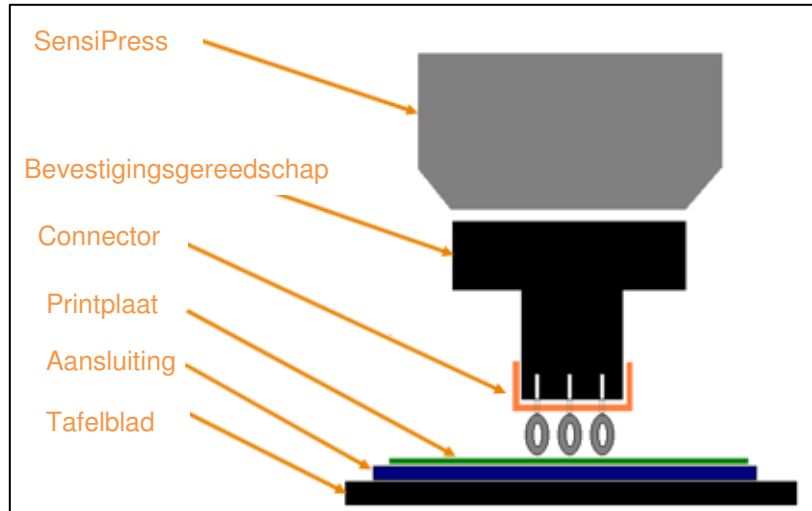 SensiPress
Bevestigingsgereedschap
Connector
Printplaat
Aansluiting
Tafelblad